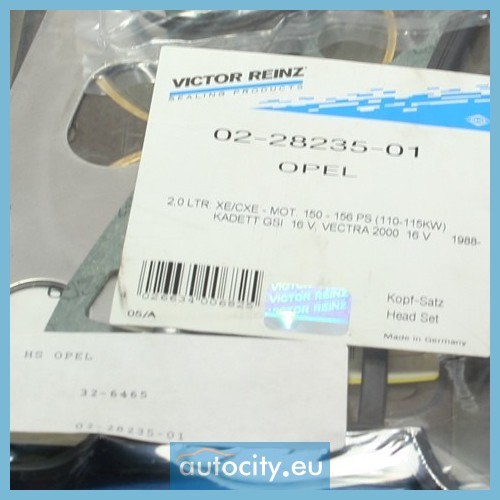 VICTOR REINZ
SEALING PRODUCTS
02-28235-01
OPEL
2,0 LTR: XE/CXE - MOT. 150 - 156 PS (110-115KW)
KADETT GSI 16 V, VECTRA 2000 16 V 1988-
VICTOR REINZ
VICTOR REINZ
Kopf-Satz
Head Set
05/A
Made in Germany
HS OPEL
32-6465
02-28235-01
autocity.eu